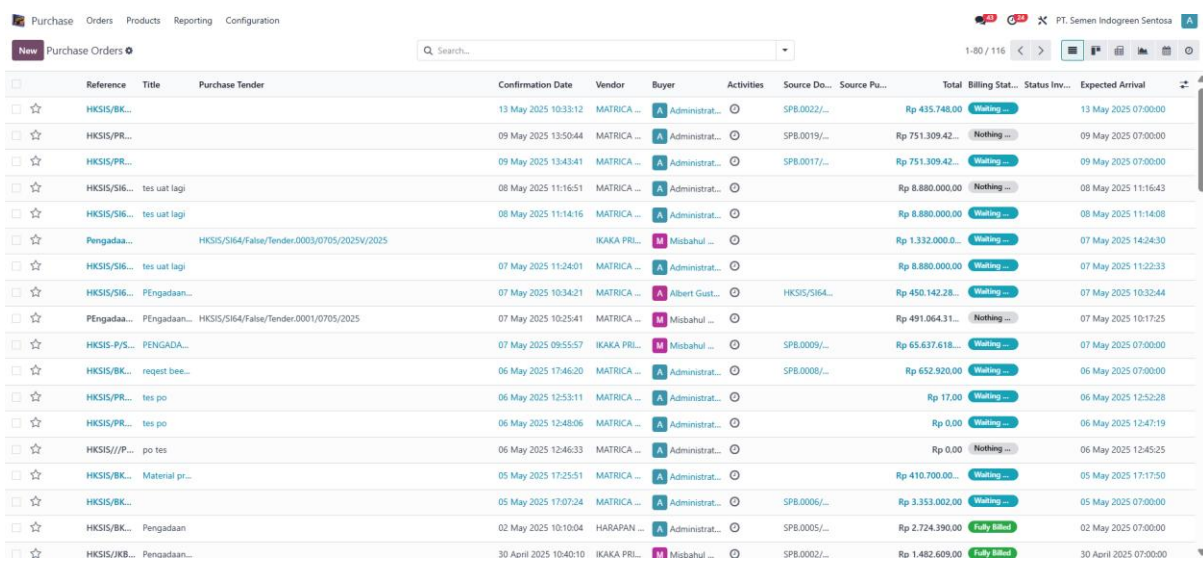 Purchase Orders Products Reporting Configuration 43 24 PT. Semen Indogreen Sentosa A
New Purchase Orders Search... 1-80 / 116
Reference Title Purchase Tender Confirmation Date Vendor Buyer Activities Source Do... Source Pu... Total Billing Stat... Status Inv... Expected Arrival
HKSIS/BK... 13 May 2025 10:33:12 MATRICA ... A Administrat... SPB.0022/... Rp 435.748,00 Waiting ... 13 May 2025 07:00:00
HKSIS/PR... 09 May 2025 13:50:44 MATRICA ... A Administrat... SPB.0019/... Rp 751.309.42... Nothing ... 09 May 2025 07:00:00
HKSIS/PR... 09 May 2025 13:43:41 MATRICA ... A Administrat... SPB.0017/... Rp 751.309.42... Waiting ... 09 May 2025 07:00:00
HKSIS/SI6... tes uat lagi 08 May 2025 11:16:51 MATRICA ... A Administrat... Rp 8.880.000,00 Nothing ... 08 May 2025 11:16:43
HKSIS/SI6... tes uat lagi 08 May 2025 11:14:16 MATRICA ... A Administrat... Rp 8.880.000,00 Waiting ... 08 May 2025 11:14:08
Pengadaa... HKSIS/SI64/False/Tender.0003/0705/2025V/2025 IKAKA PRI... M Misbahul ... Rp 1.332.000.0... Waiting ... 07 May 2025 14:24:30
HKSIS/SI6... tes uat lagi 07 May 2025 11:24:01 MATRICA ... A Administrat... Rp 8.880.000,00 Waiting ... 07 May 2025 11:22:33
HKSIS/SI6... PEngadaan... 07 May 2025 10:34:21 MATRICA ... A Albert Gust... HKSIS/SI64... Rp 450.142.28... Waiting ... 07 May 2025 10:32:44
PEngadaa... PEngadaan... HKSIS/SI64/False/Tender.0001/0705/2025 07 May 2025 10:25:41 MATRICA ... M Misbahul ... Rp 491.064.31... Nothing ... 07 May 2025 10:17:25
HKSIS-P/S... PENGADA... 07 May 2025 09:55:57 IKAKA PRI... M Misbahul ... SPB.0009/... Rp 65.637.618.... Waiting ... 07 May 2025 07:00:00
HKSIS/BK... reqest bee... 06 May 2025 17:46:20 MATRICA ... A Administrat... SPB.0008/... Rp 652.920,00 Waiting ... 06 May 2025 07:00:00
HKSIS/PR... tes po 06 May 2025 12:53:11 MATRICA ... A Administrat... Rp 17,00 Waiting ... 06 May 2025 12:52:28
HKSIS/PR... tes po 06 May 2025 12:48:06 MATRICA ... A Administrat... Rp 0,00 Waiting ... 06 May 2025 12:47:19
HKSIS///P... po tes 06 May 2025 12:46:33 MATRICA ... A Administrat... Rp 0,00 Nothing ... 06 May 2025 12:45:25
HKSIS/BK... Material pr... 05 May 2025 17:25:51 MATRICA ... A Administrat... Rp 410.700.00... Waiting ... 05 May 2025 17:17:50
HKSIS/BK... 05 May 2025 17:07:24 MATRICA ... A Administrat... SPB.0006/... Rp 3.353.002,00 Waiting ... 05 May 2025 07:00:00
HKSIS/BK... Pengadaan 02 May 2025 10:10:04 HARAPAN ... A Administrat... SPB.0005/... Rp 2.724.390,00 Fully Billed 02 May 2025 07:00:00
HKSIS/JKB... Pengadaan... 30 April 2025 10:40:10 IKAKA PRI... M Misbahul ... SPB.0002/... Rp 1.482.609,00 Fully Billed 30 April 2025 07:00:00